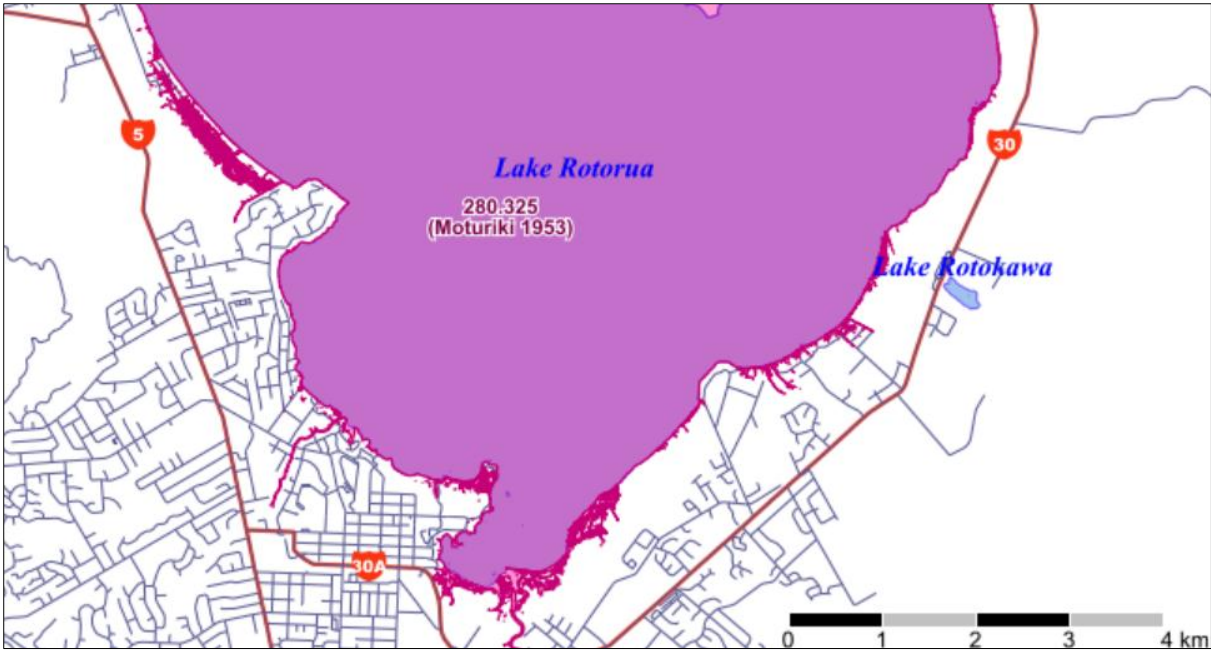 5
30
Lake Rotorua
280.325
(Moturiki 1953)
Lake Rotokawa
30A
0 1 2 3 4 km